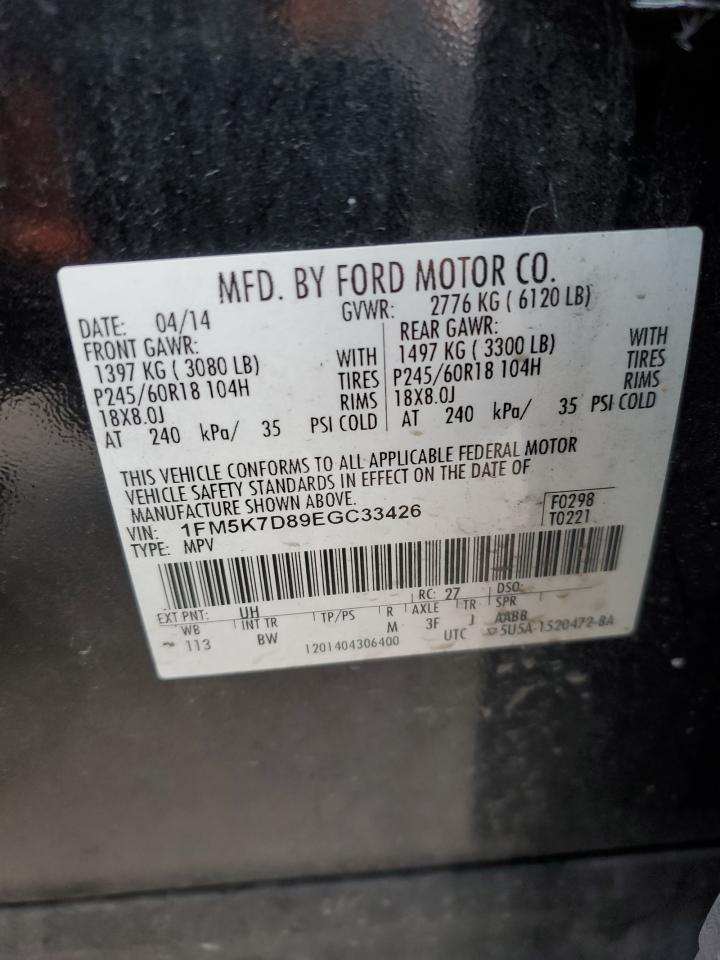 MFD. BY FORD MOTOR CO.
DATE: 04/14 GVWR: 2776 KG ( 6120 LB)
FRONT GAWR:
1397 KG ( 3080 LB) WITH
P245/60R18 104H TIRES
18X8.0J RIMS
AT 240 kPa/ 35 PSI COLD
REAR GAWR:
1497 KG ( 3300 LB) WITH
P245/60R18 104H TIRES
18X8.0J RIMS
AT 240 kPa/ 35 PSI COLD
THIS VEHICLE CONFORMS TO ALL APPLICABLE FEDERAL MOTOR
VEHICLE SAFETY STANDARDS IN EFFECT ON THE DATE OF
MANUFACTURE SHOWN ABOVE.
VIN: 1FM5K7D89EGC33426
TYPE: MPV
F0298
T0221
EXT PNT: UH RC: 27 DSO:
WB INT TR TP/PS R AXLE TR SPR
113 BW M 3F J AABB
1201404306400 UTC 5U5A-1520472-BA